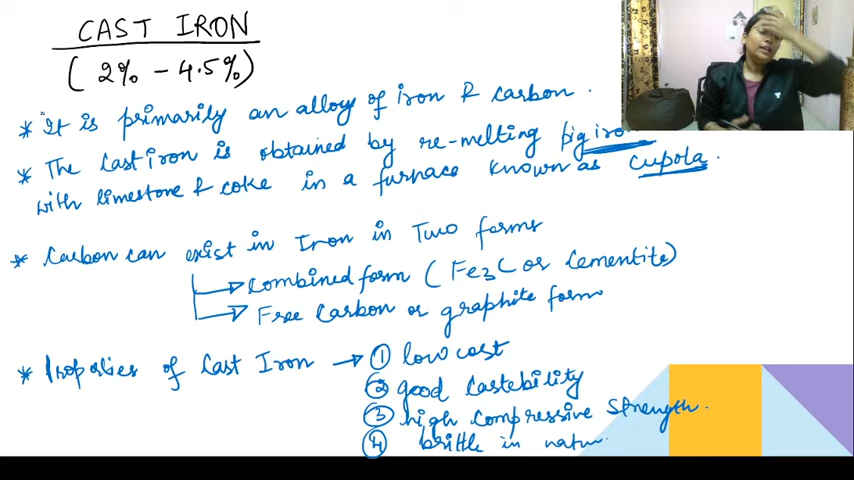 CAST IRON
(2% - 4.5%)
* It is primarily an alloy of iron & carbon.
* The Cast iron is obtained by re-melting pig iron
with limestone & coke in a furnace known as cupola.
* Carbon can exist in Iron in Two forms
Combined form (Fe3C or Cementite)
Free Carbon or graphite form
* Properties of Cast Iron → ① low cost
② good castebility
③ high compressive strength.
④ brittle in natur